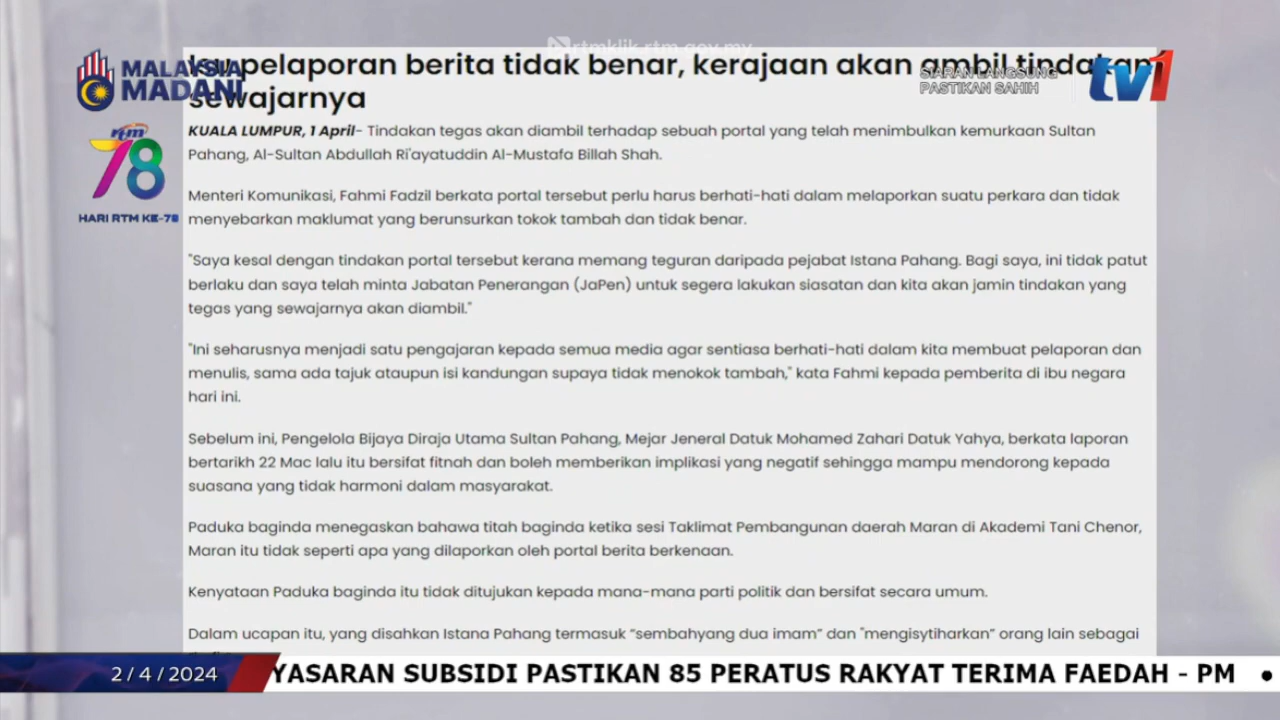 rtmklik.rtm.gov.my
Isu pelaporan berita tidak benar, kerajaan akan ambil tindakan
sewajarnya
MALAYSIA
MADANI
SIARAN LANGSUNG
PASTIKAN SAHIH
tv1
rtm
78
HARI RTM KE-78
KUALA LUMPUR, 1 April- Tindakan tegas akan diambil terhadap sebuah portal yang telah menimbulkan kemurkaan Sultan
Pahang, Al-Sultan Abdullah Ri'ayatuddin Al-Mustafa Billah Shah.
Menteri Komunikasi, Fahmi Fadzil berkata portal tersebut perlu harus berhati-hati dalam melaporkan suatu perkara dan tidak
menyebarkan maklumat yang berunsurkan tokok tambah dan tidak benar.
"Saya kesal dengan tindakan portal tersebut kerana memang teguran daripada pejabat Istana Pahang. Bagi saya, ini tidak patut
berlaku dan saya telah minta Jabatan Penerangan (JaPen) untuk segera lakukan siasatan dan kita akan jamin tindakan yang
tegas yang sewajarnya akan diambil."
"Ini seharusnya menjadi satu pengajaran kepada semua media agar sentiasa berhati-hati dalam kita membuat pelaporan dan
menulis, sama ada tajuk ataupun isi kandungan supaya tidak menokok tambah," kata Fahmi kepada pemberita di ibu negara
hari ini.
Sebelum ini, Pengelola Bijaya Diraja Utama Sultan Pahang, Mejar Jeneral Datuk Mohamed Zahari Datuk Yahya, berkata laporan
bertarikh 22 Mac lalu itu bersifat fitnah dan boleh memberikan implikasi yang negatif sehingga mampu mendorong kepada
suasana yang tidak harmoni dalam masyarakat.
Paduka baginda menegaskan bahawa titah baginda ketika sesi Taklimat Pembangunan daerah Maran di Akademi Tani Chenor,
Maran itu tidak seperti apa yang dilaporkan oleh portal berita berkenaan.
Kenyataan Paduka baginda itu tidak ditujukan kepada mana-mana parti politik dan bersifat secara umum.
Dalam ucapan itu, yang disahkan Istana Pahang termasuk “sembahyang dua imam” dan "mengisytiharkan” orang lain sebagai
2/4/2024
YASARAN SUBSIDI PASTIKAN 85 PERATUS RAKYAT TERIMA FAEDAH - PM